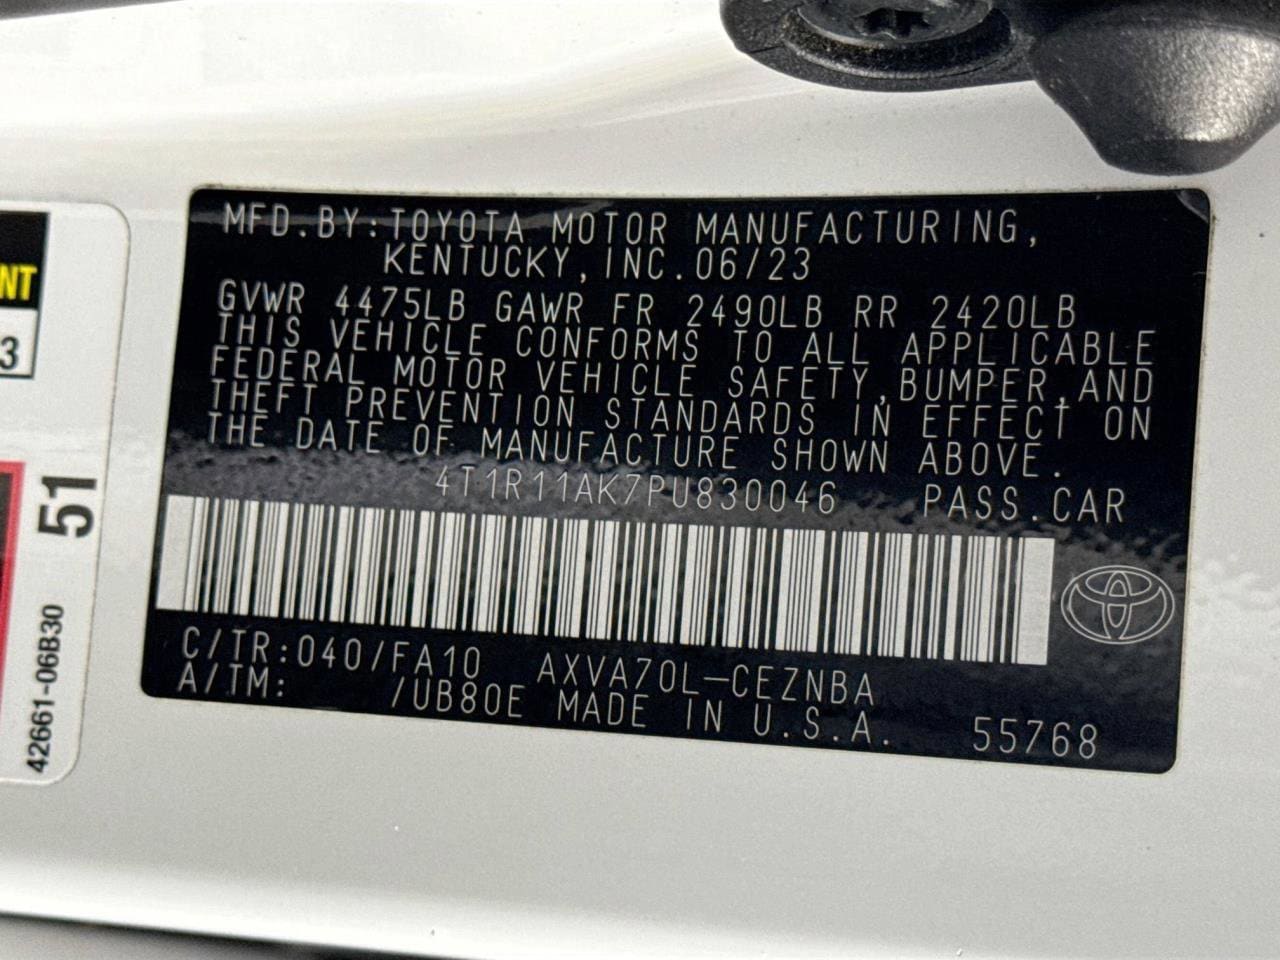 MFD.BY:TOYOTA MOTOR MANUFACTURING,
KENTUCKY,INC.06/23
GVWR 4475LB GAWR FR 2490LB RR 2420LB
THIS VEHICLE CONFORMS TO ALL APPLICABLE
FEDERAL MOTOR VEHICLE SAFETY,BUMPER,AND
THEFT PREVENTION STANDARDS IN EFFECT ON
THE DATE OF MANUFACTURE SHOWN ABOVE.
4T1R11AK7PU830046 PASS.CAR
C/TR:040/FA10 AXVA70L-CEZNBA
A/TM: /UB80E MADE IN U.S.A. 55768
NT
3
51
42661-06B30